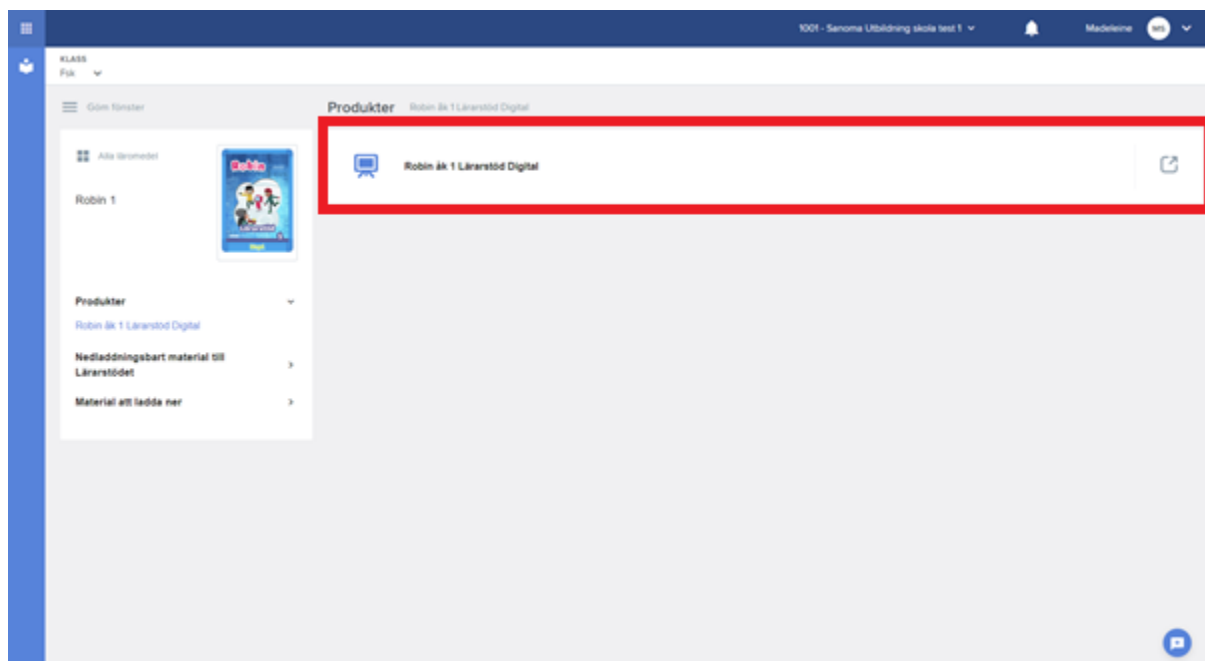 1001 - Sanoma Utbildning skola test 1
Madeleine
MS
KLASS
Fsk
Göm fönster
Produkter Robin åk 1 Lärarstöd Digital
Alla läromedel
Robin 1
Robin
Lärarstöd
Robin åk 1 Lärarstöd Digital
Produkter
Robin åk 1 Lärarstöd Digital
Nedladdningsbart material till
Lärarstödet
Material att ladda ner